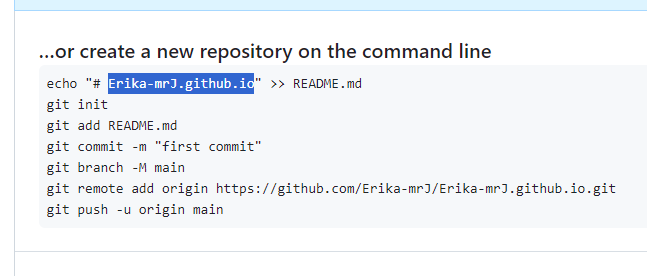 ...or create a new repository on the command line
echo "# Erika-mrJ.github.io" >> README.md
git init
git add README.md
git commit -m "first commit"
git branch -M main
git remote add origin https://github.com/Erika-mrJ/Erika-mrJ.github.io.git
git push -u origin main